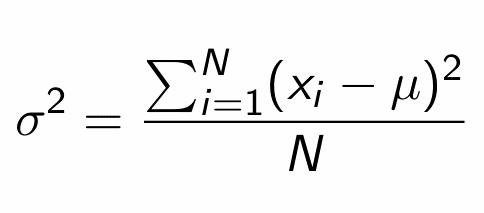 σ² = ∑ᵢ₌₁ᴺ(xᵢ − μ)² / N